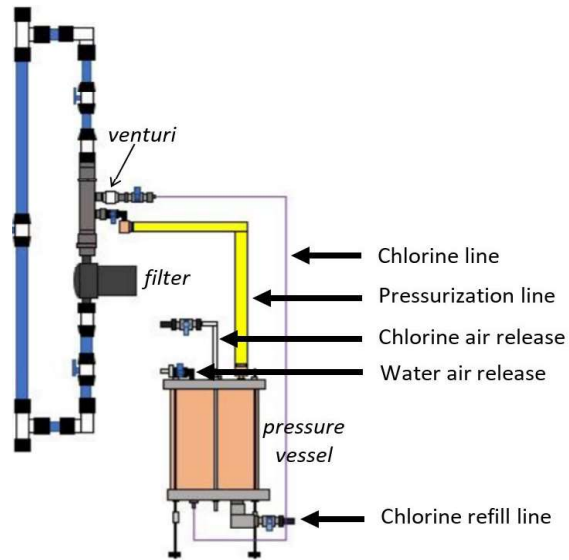 venturi
filter
Chlorine line
Pressurization line
Chlorine air release
Water air release
pressure
vessel
Chlorine refill line